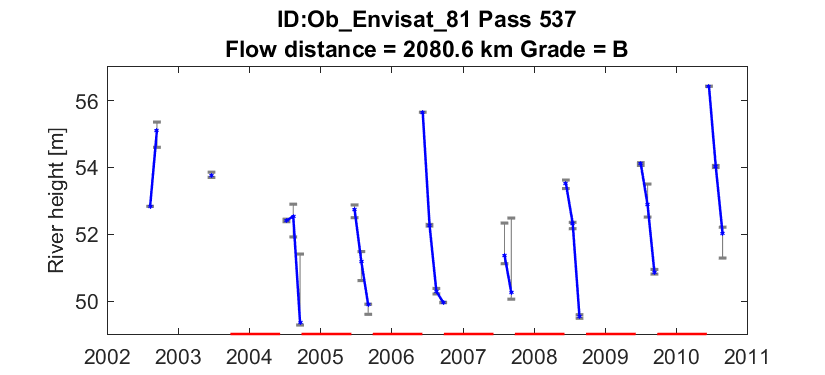 ID:Ob_Envisat_81 Pass 537
Flow distance = 2080.6 km Grade = B
River height [m]
56
54
52
50
2002 2003 2004 2005 2006 2007 2008 2009 2010 2011